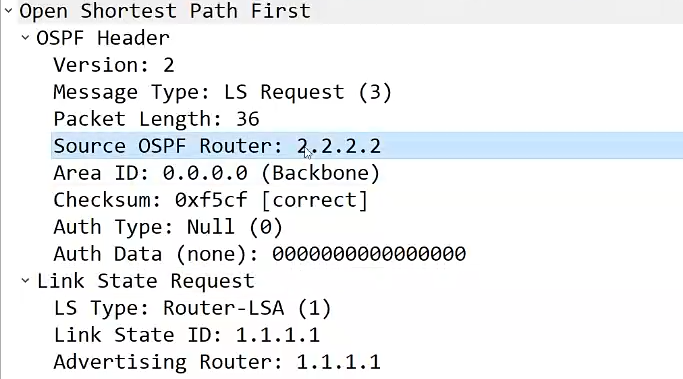 Open Shortest Path First
OSPF Header
Version: 2
Message Type: LS Request (3)
Packet Length: 36
Source OSPF Router: 2.2.2.2
Area ID: 0.0.0.0 (Backbone)
Checksum: 0xf5cf [correct]
Auth Type: Null (0)
Auth Data (none): 0000000000000000
Link State Request
LS Type: Router-LSA (1)
Link State ID: 1.1.1.1
Advertising Router: 1.1.1.1